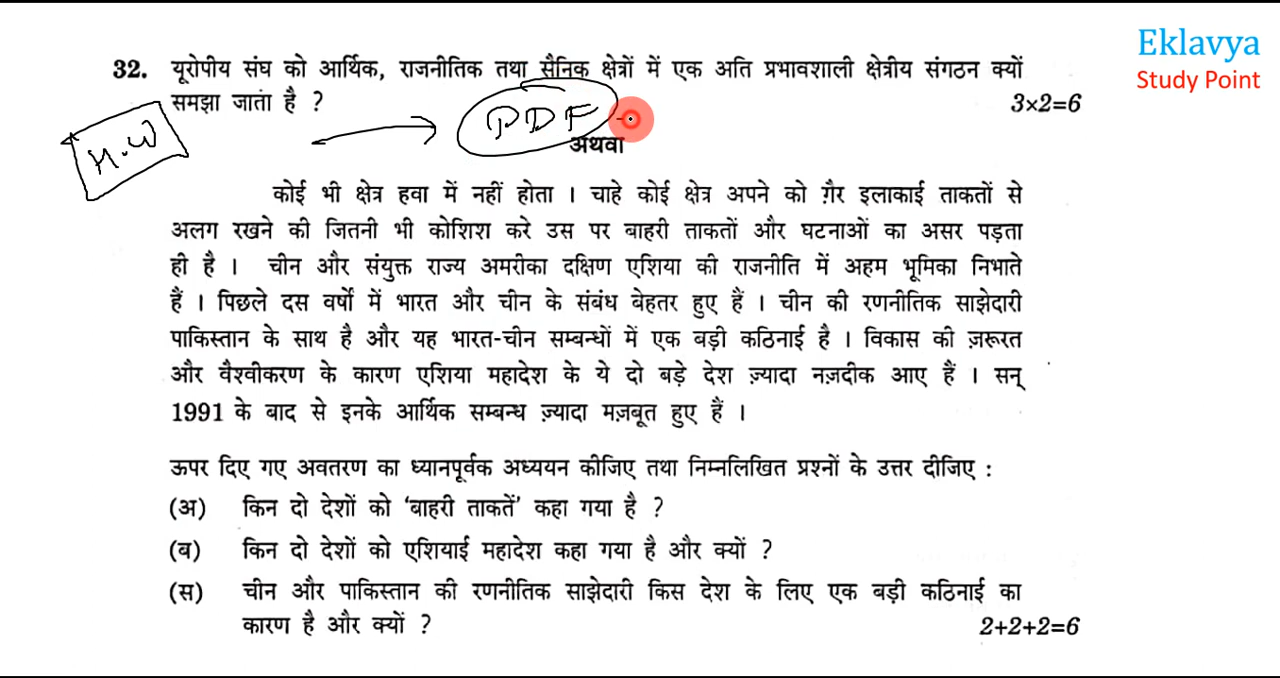 Eklavya
Study Point
32. यूरोपीय संघ को आर्थिक, राजनीतिक तथा सैनिक क्षेत्रों में एक अति प्रभावशाली क्षेत्रीय संगठन क्यों
समझा जाता है ? 3×2=6
H.W
PDF
अथवा
कोई भी क्षेत्र हवा में नहीं होता । चाहे कोई क्षेत्र अपने को ग़ैर इलाकाई ताकतों से
अलग रखने की जितनी भी कोशिश करे उस पर बाहरी ताकतों और घटनाओं का असर पड़ता
ही है । चीन और संयुक्त राज्य अमरीका दक्षिण एशिया की राजनीति में अहम भूमिका निभाते
हैं । पिछले दस वर्षों में भारत और चीन के संबंध बेहतर हुए हैं । चीन की रणनीतिक साझेदारी
पाकिस्तान के साथ है और यह भारत-चीन सम्बन्धों में एक बड़ी कठिनाई है । विकास की ज़रूरत
और वैश्वीकरण के कारण एशिया महादेश के ये दो बड़े देश ज़्यादा नज़दीक आए हैं । सन्
1991 के बाद से इनके आर्थिक सम्बन्ध ज़्यादा मज़बूत हुए हैं ।
ऊपर दिए गए अवतरण का ध्यानपूर्वक अध्ययन कीजिए तथा निम्नलिखित प्रश्नों के उत्तर दीजिए :
(अ) किन दो देशों को ‘बाहरी ताकतें’ कहा गया है ?
(ब) किन दो देशों को एशियाई महादेश कहा गया है और क्यों ?
(स) चीन और पाकिस्तान की रणनीतिक साझेदारी किस देश के लिए एक बड़ी कठिनाई का
कारण है और क्यों ? 2+2+2=6